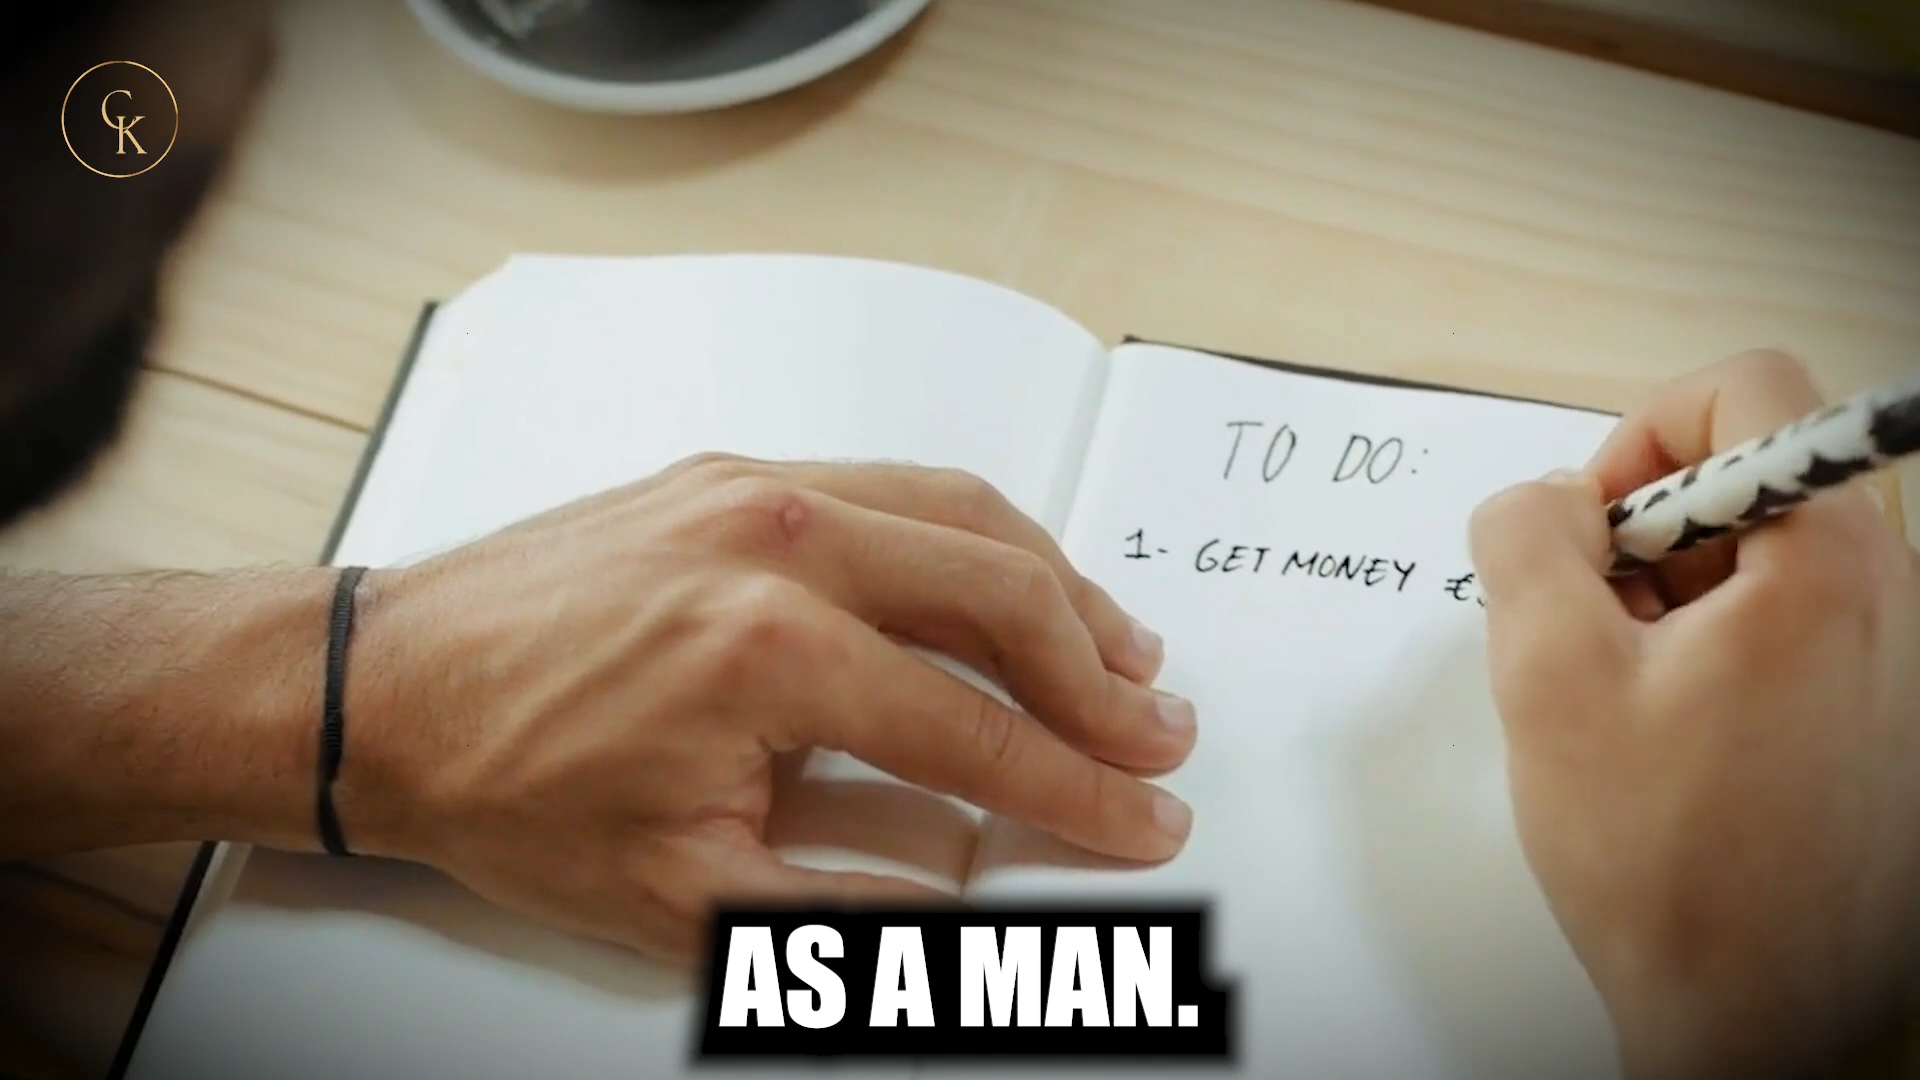 CK
TO DO:
1- GET MONEY €
AS A MAN.